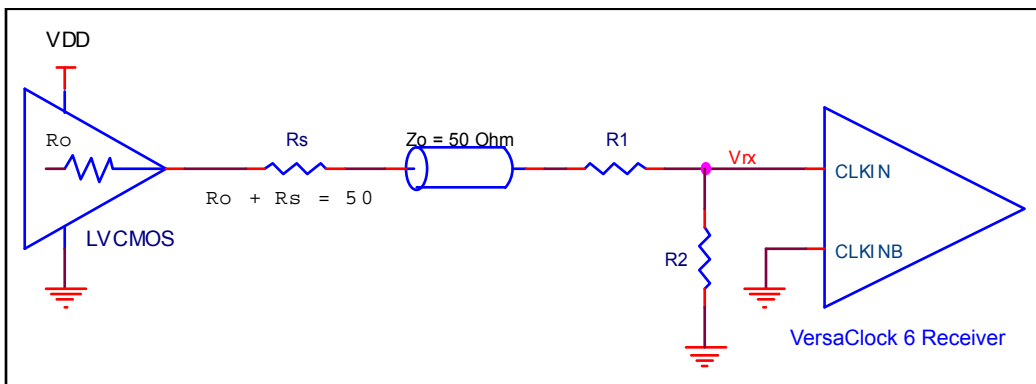 VDD
Ro
Rs
Zo = 50 Ohm
R1
Vrx
CLKIN
Ro + Rs = 50
LVCMOS
R2
CLKINB
VersaClock 6 Receiver